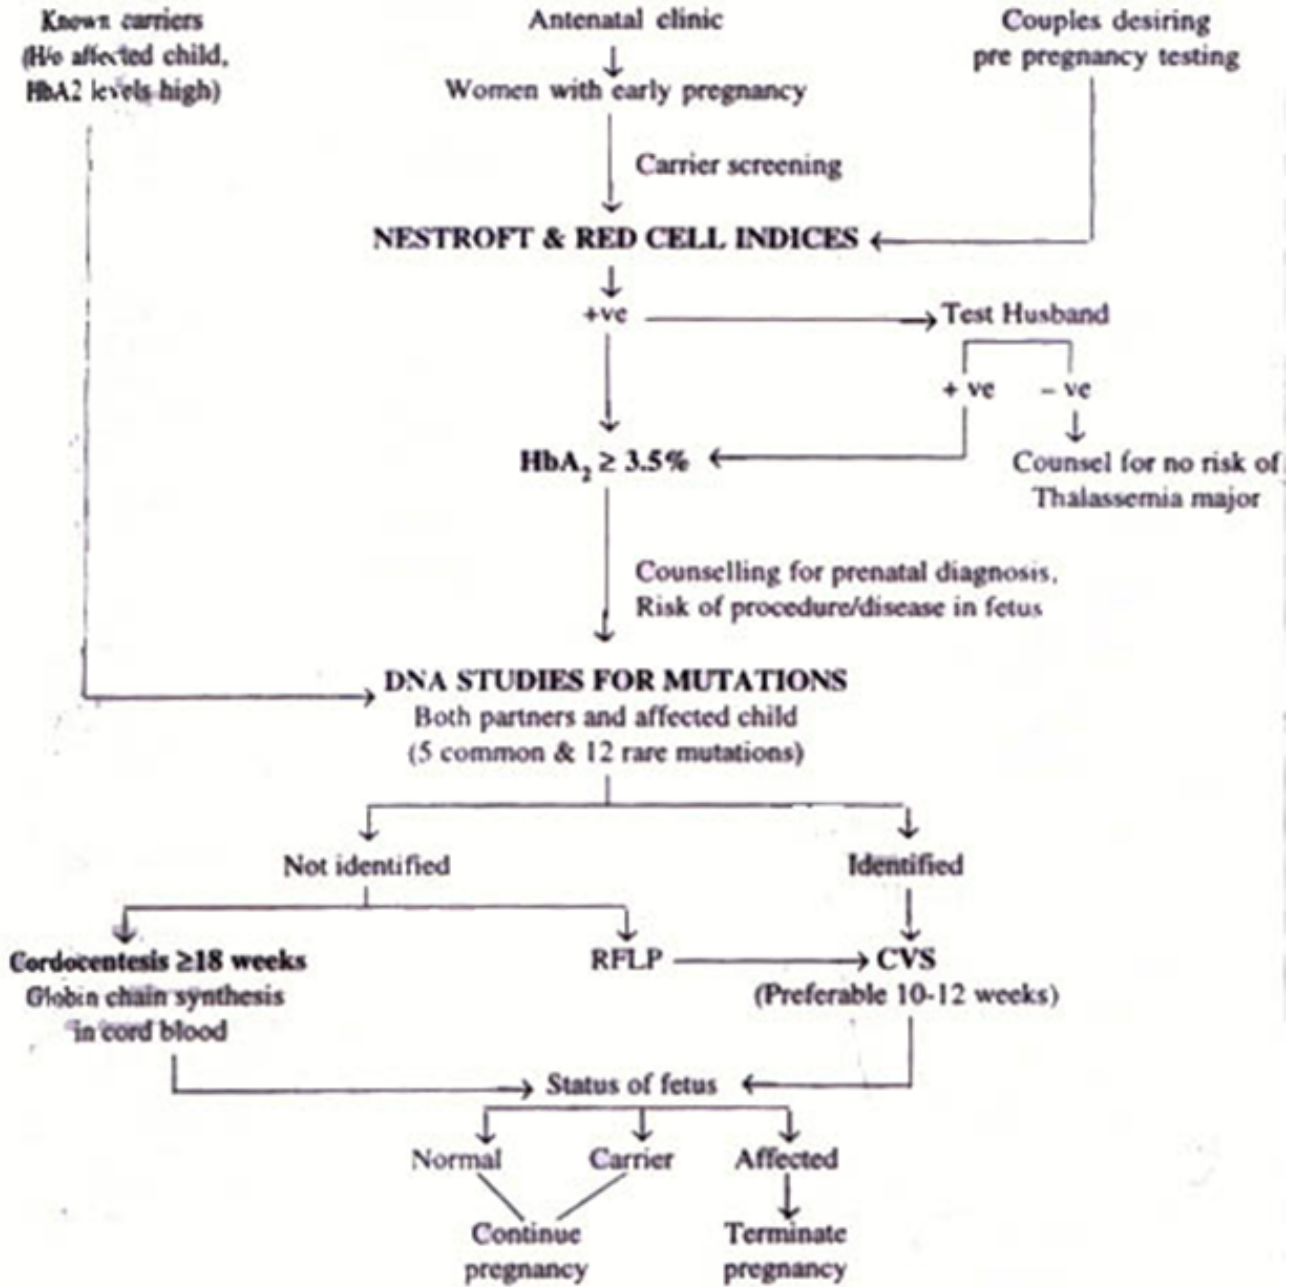 Known carriers
(H/o affected child,
HbA2 levels high)
Antenatal clinic
Women with early pregnancy
Couples desiring
pre pregnancy testing
Carrier screening
NESTROFT & RED CELL INDICES
+ve
Test Husband
+ ve
– ve
HbA₂ ≥ 3.5%
Counsel for no risk of
Thalassemia major
Counselling for prenatal diagnosis,
Risk of procedure/disease in fetus
DNA STUDIES FOR MUTATIONS
Both partners and affected child
(5 common & 12 rare mutations)
Not identified
Identified
Cordocentesis ≥18 weeks
Globin chain synthesis
in cord blood
RFLP
CVS
(Preferable 10-12 weeks)
Status of fetus
Normal
Carrier
Affected
Continue
pregnancy
Terminate
pregnancy